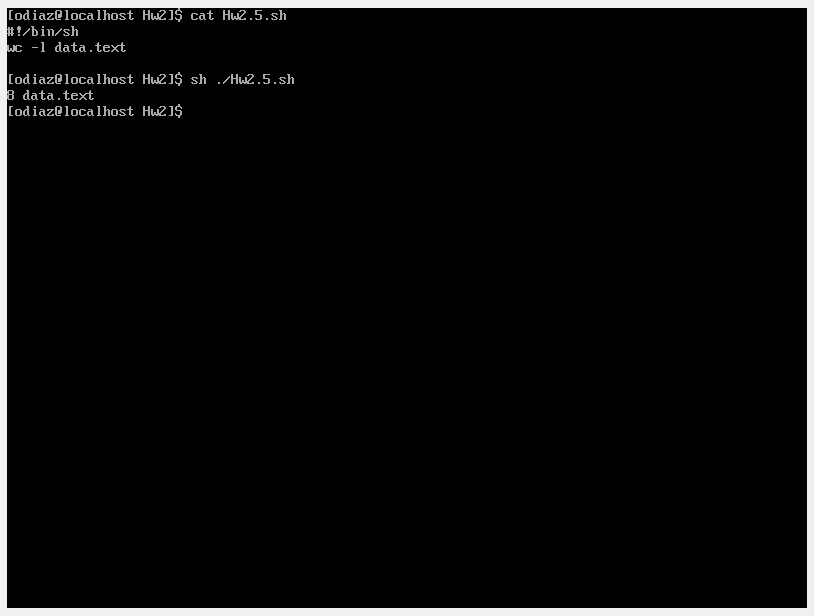 [odiaz@localhost Hw2]$ cat Hw2.5.sh
#!/bin/sh
wc -l data.text
[odiaz@localhost Hw2]$ sh ./Hw2.5.sh
8 data.text
[odiaz@localhost Hw2]$